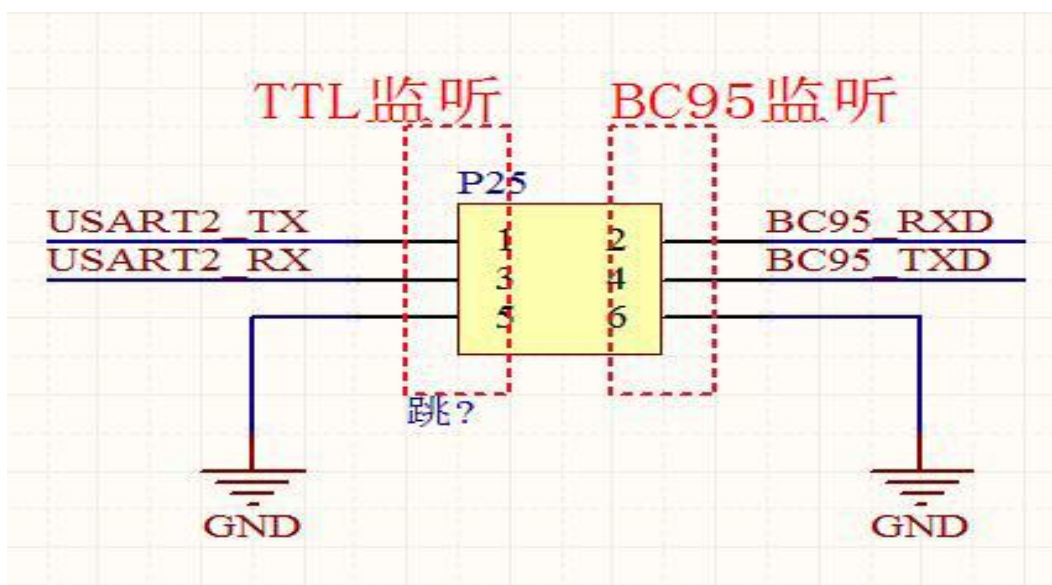 TTL监听 BC95监听
P25
USART2_TX 1 2 BC95_RXD
USART2_RX 3 4 BC95_TXD
5 6
跳?
GND GND